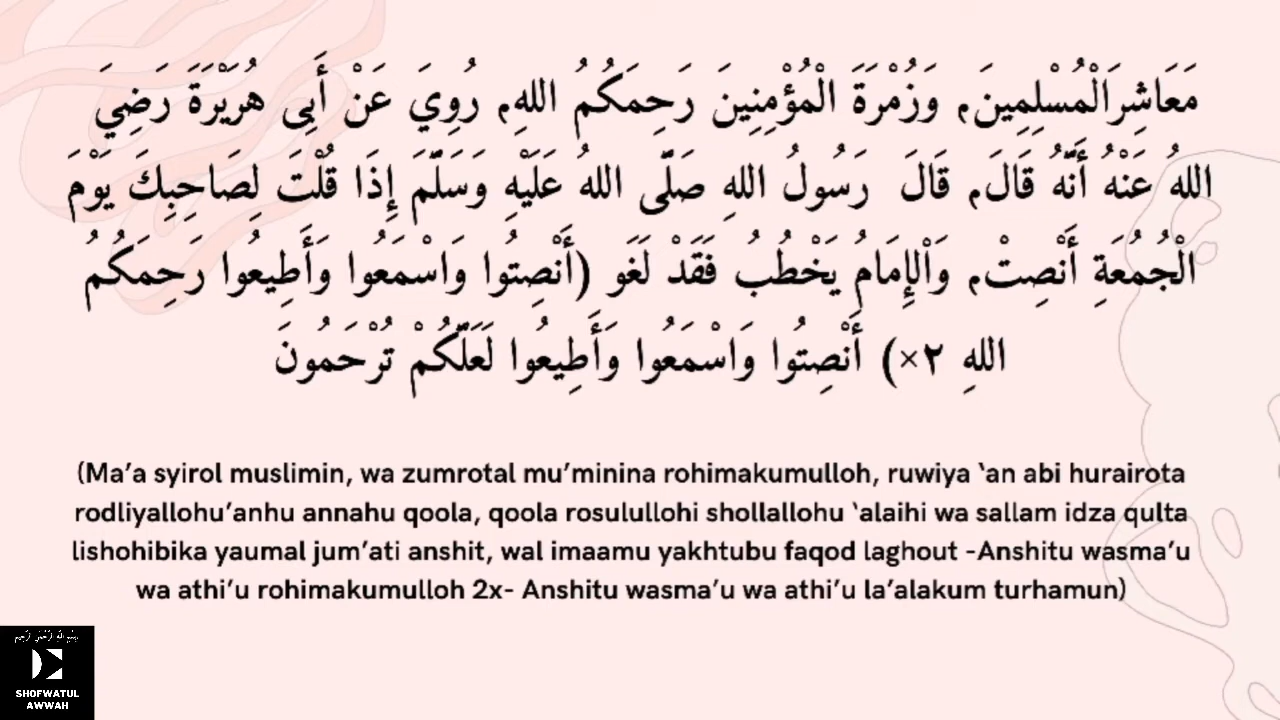 مَعَاشِرَالْمُسْلِمِينَ، وَزُمْرَةَ الْمُؤْمِنِينَ رَحِمَكُمُ اللهِ، رُوِيَ عَنْ أَبِى هُرَيْرَةَ رَضِيَ
اللهُ عَنْهُ أَنَّهُ قَالَ، قَالَ رَسُولُ اللهِ صَلَّى اللهُ عَلَيْهِ وَسَلَّمَ إِذَا قُلْتَ لِصَاحِبِكَ يَوْمَ
الْجُمُعَةِ أَنْصِتْ، وَالْإِمَامُ يَخْطُبُ فَقَدْ لَغَو (أَنْصِتُوا وَاسْمَعُوا وَأَطِيعُوا رَحِمَكُمُ
اللهِ ٢×) أَنْصِتُوا وَاسْمَعُوا وَأَطِيعُوا لَعَلَّكُمْ تُرْحَمُونَ
(Ma’a syirol muslimin, wa zumrotal mu’minina rohimakumulloh, ruwiya ‘an abi hurairota
rodliyallohu’anhu annahu qoola, qoola rosulullohi shollallohu ‘alaihi wa sallam idza qulta
lishohibika yaumal jum’ati anshit, wal imaamu yakhtubu faqod laghout -Anshitu wasma’u
wa athi’u rohimakumulloh 2x- Anshitu wasma’u wa athi’u la’alakum turhamun)
SHOFWATUL
AWWAH